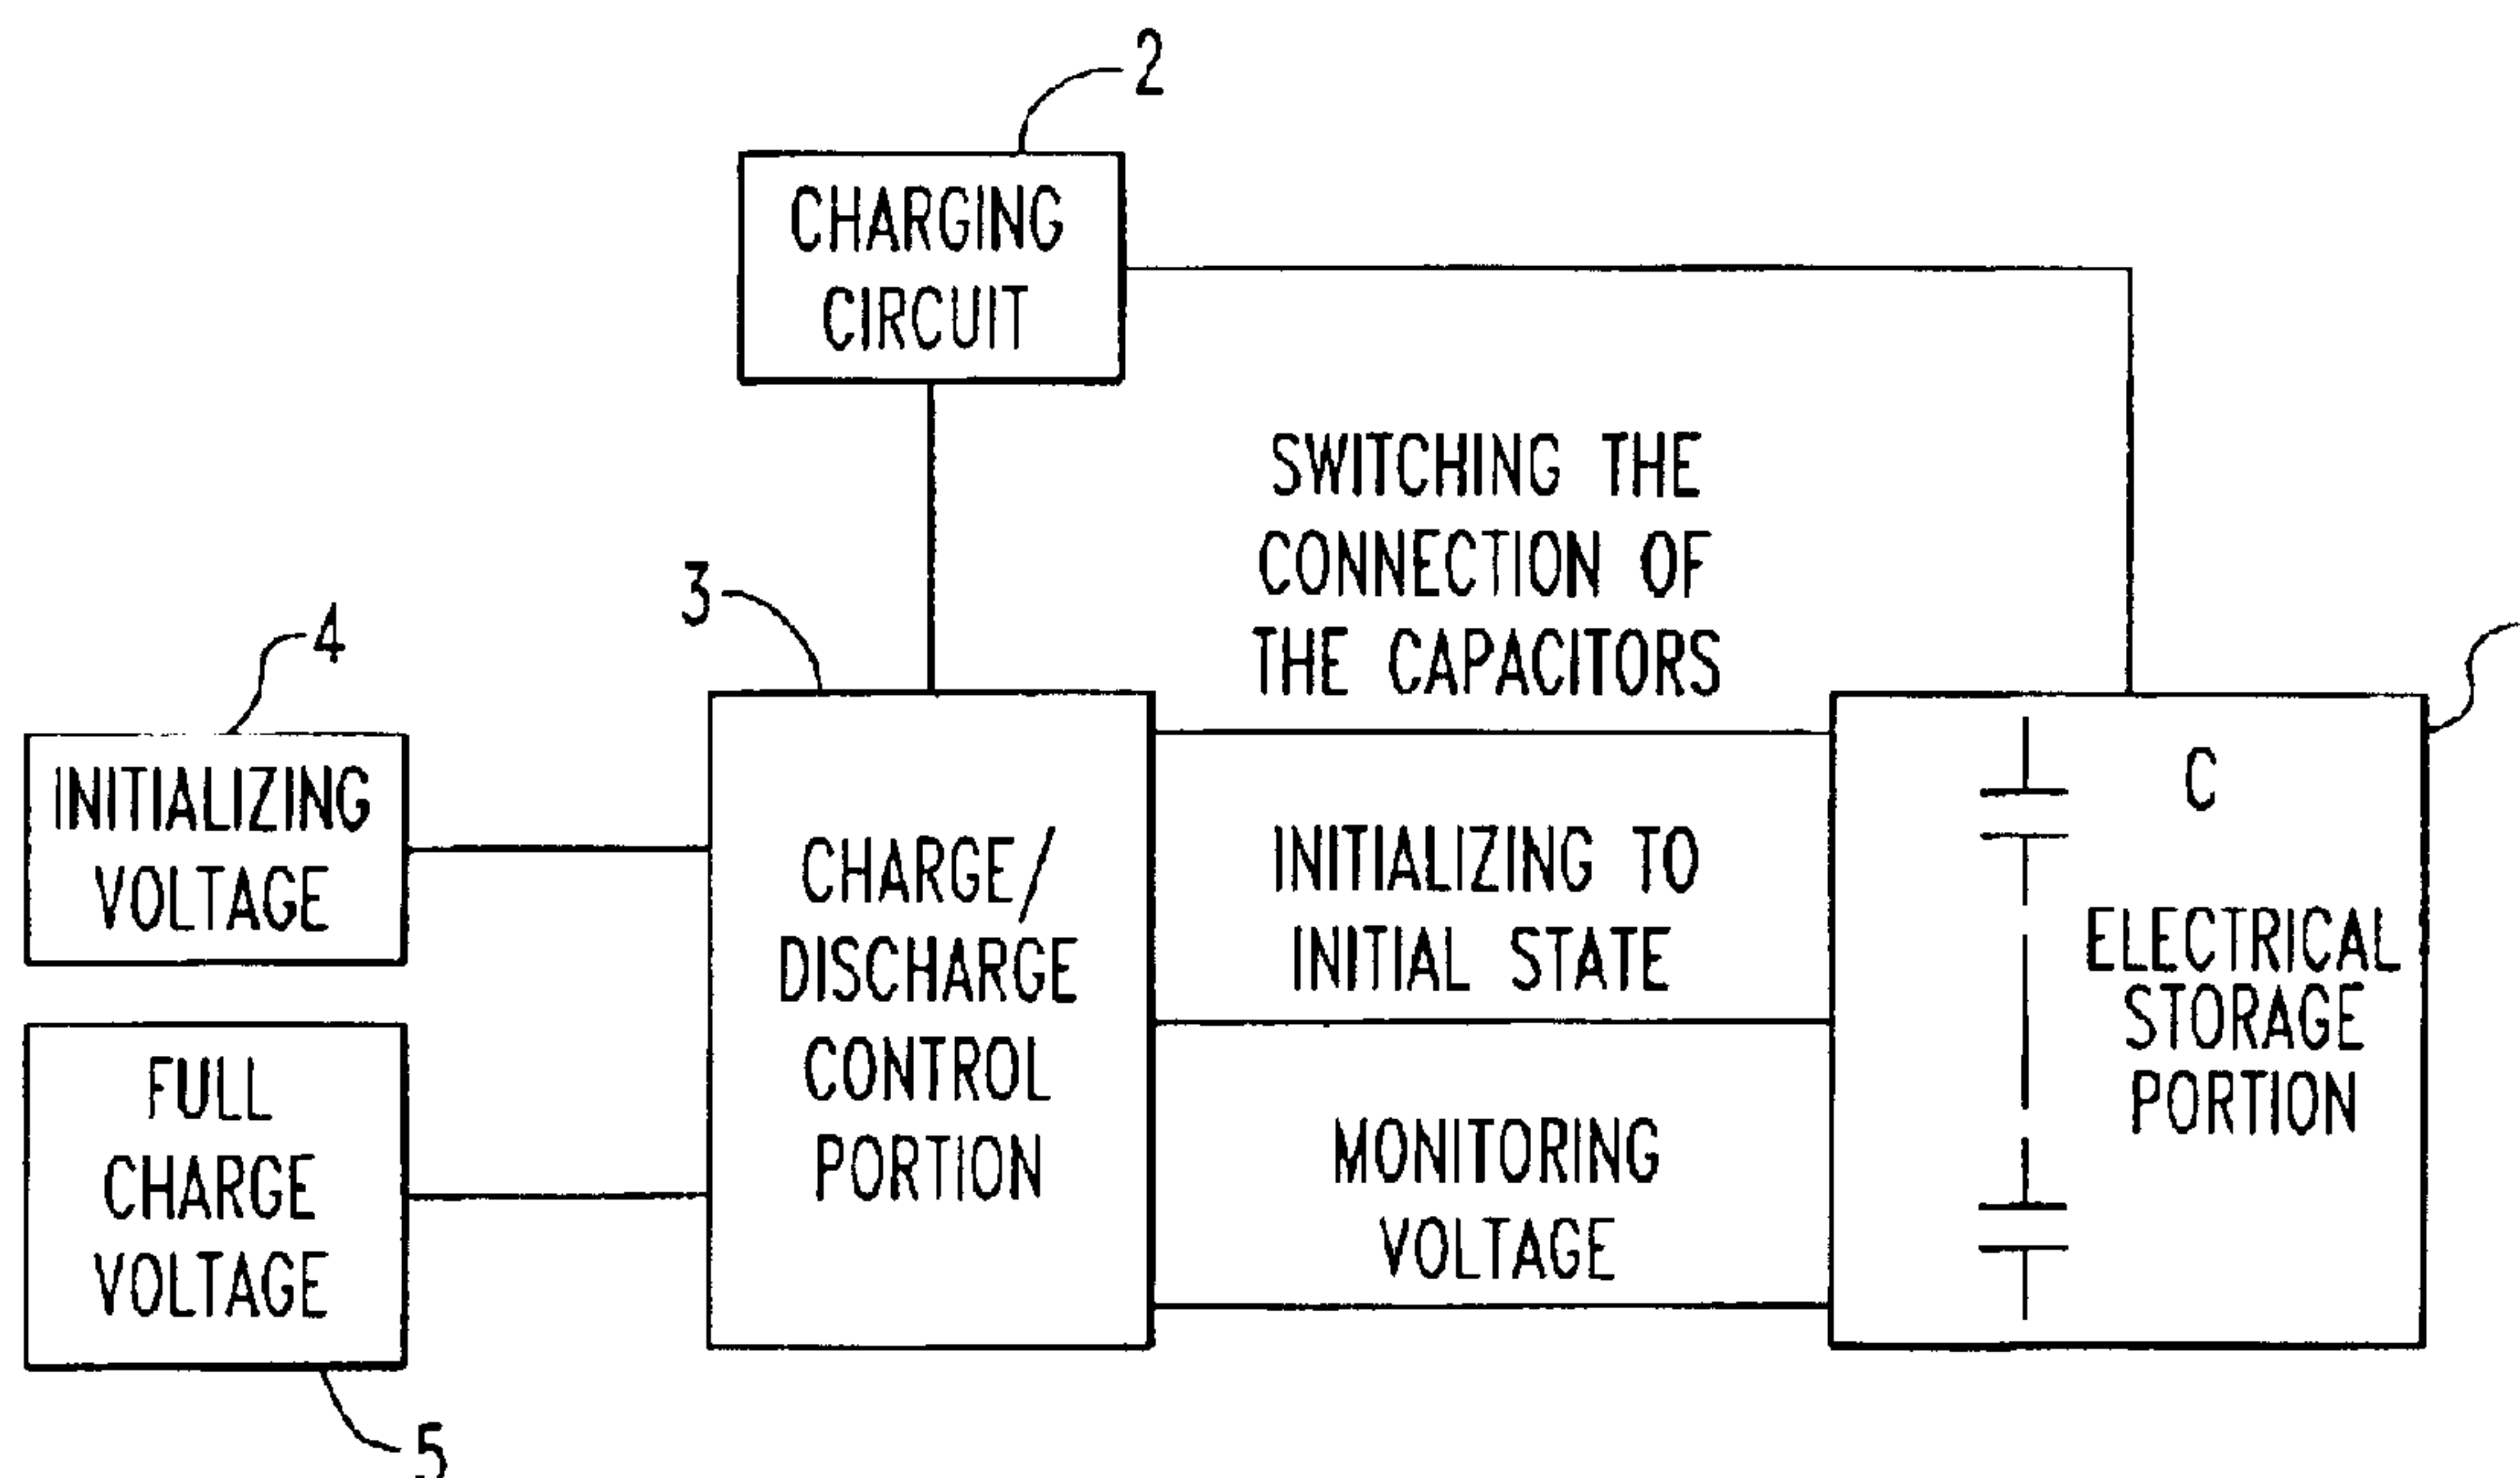 2
CHARGING
CIRCUIT
SWITCHING THE
CONNECTION OF
THE CAPACITORS
3
4
INITIALIZING
VOLTAGE
FULL
CHARGE
VOLTAGE
5
CHARGE/
DISCHARGE
CONTROL
PORTION
INITIALIZING TO
INITIAL STATE
MONITORING
VOLTAGE
C
ELECTRICAL
STORAGE
PORTION